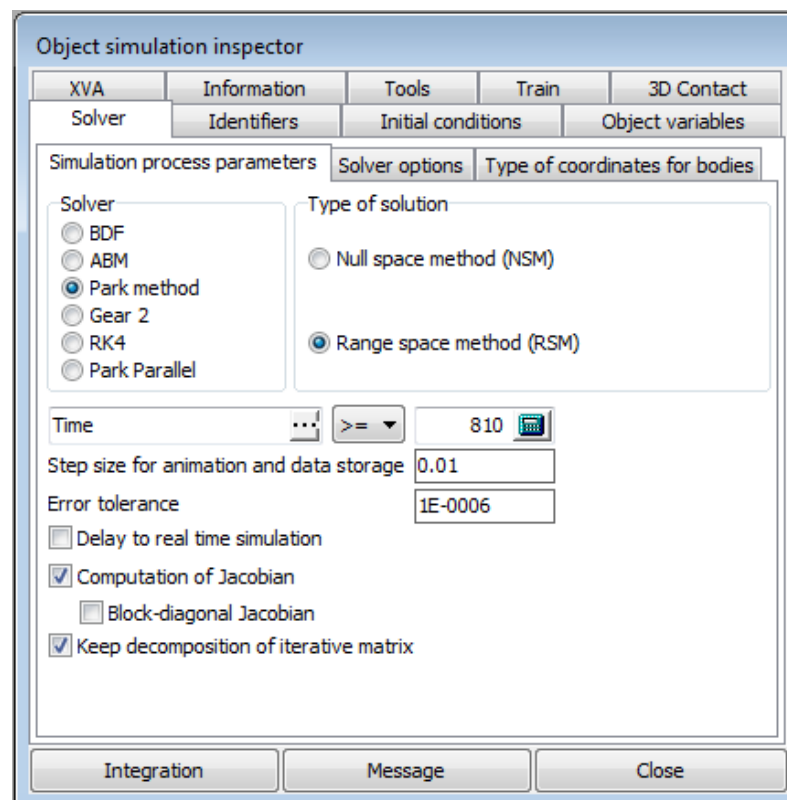 Object simulation inspector
XVA Information Tools Train 3D Contact
Solver Identifiers Initial conditions Object variables
Simulation process parameters Solver options Type of coordinates for bodies
Solver
BDF
ABM
Park method
Gear 2
RK4
Park Parallel
Type of solution
Null space method (NSM)
Range space method (RSM)
Time ... >= 810
Step size for animation and data storage 0.01
Error tolerance 1E-0006
Delay to real time simulation
Computation of Jacobian
Block-diagonal Jacobian
Keep decomposition of iterative matrix
Integration Message Close